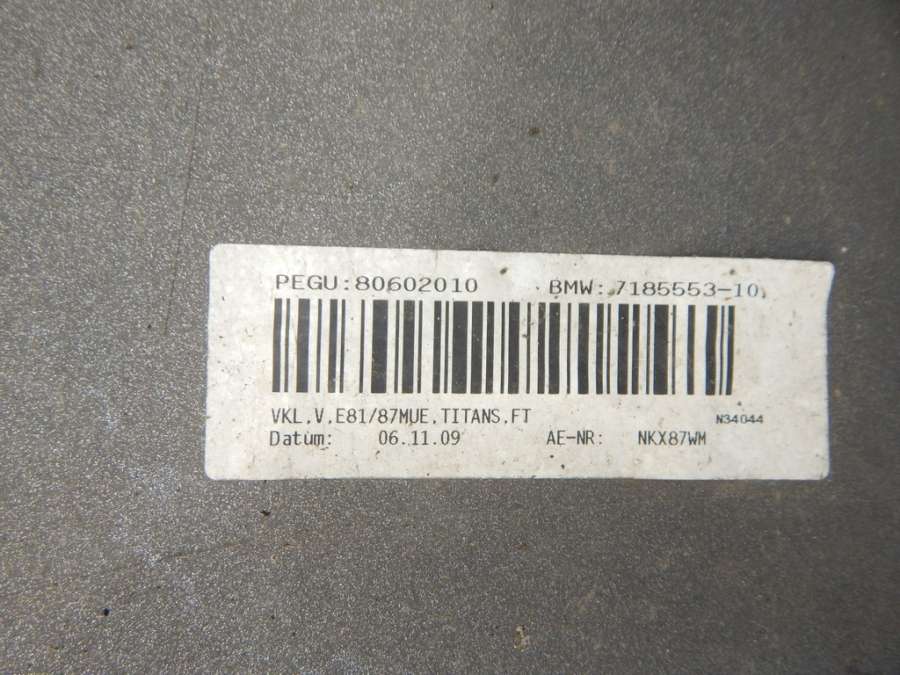 PEGU:80602010 BMW:7185553-10
VKL,V,E81/87MUE,TITANS,FT N34044
Datum: 06.11.09 AE-NR: NKX87WM